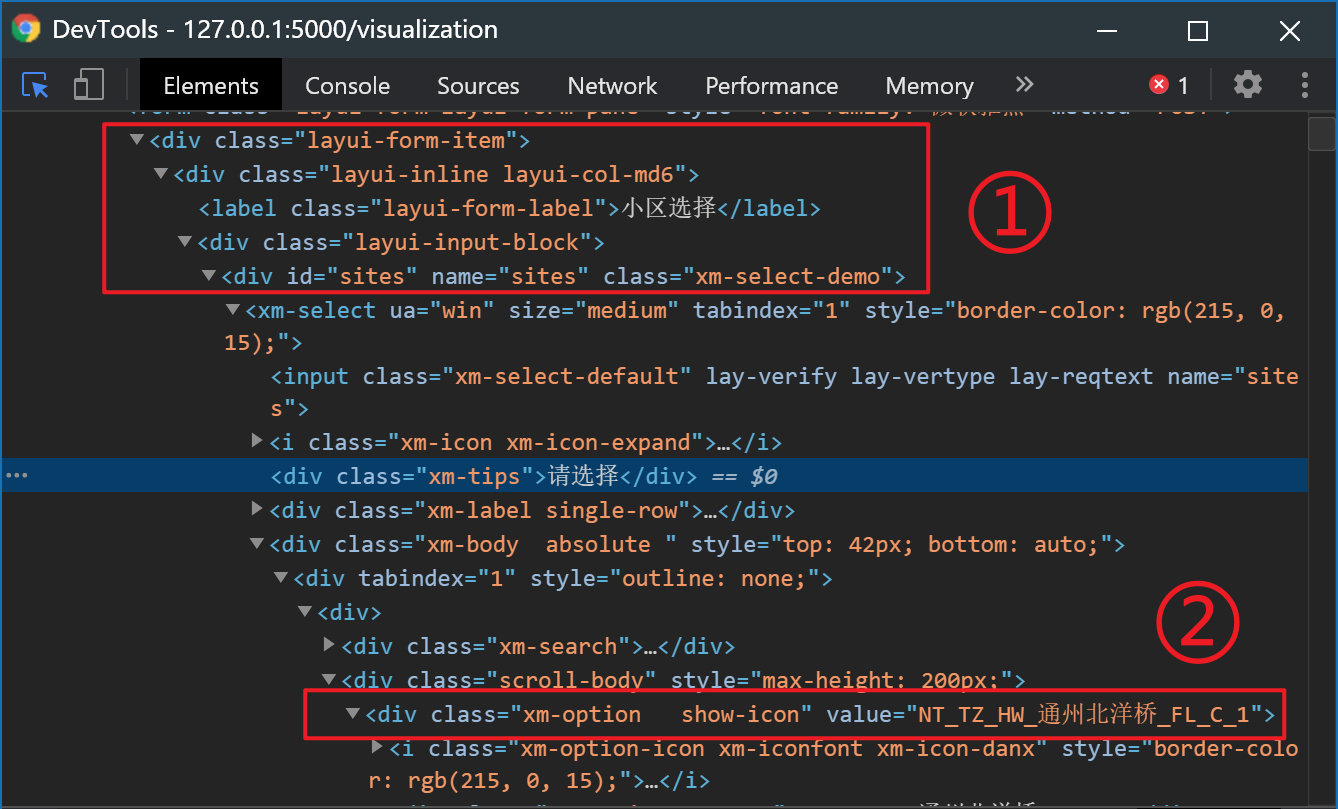 DevTools - 127.0.0.1:5000/visualization
Elements Console Sources Network Performance Memory » 1
<div class="layui-form-item">
<div class="layui-inline layui-col-md6">
<label class="layui-form-label">小区选择</label>
<div class="layui-input-block">
<div id="sites" name="sites" class="xm-select-demo">
①
<xm-select ua="win" size="medium" tabindex="1" style="border-color: rgb(215, 0,
15);">
<input class="xm-select-default" lay-verify lay-vertype lay-reqtext name="site
s">
<i class="xm-icon xm-icon-expand">…</i>
<div class="xm-tips">请选择</div> == $0
<div class="xm-label single-row">…</div>
<div class="xm-body  absolute " style="top: 42px; bottom: auto;">
<div tabindex="1" style="outline: none;">
<div>
②
<div class="xm-search">…</div>
<div class="scroll-body" style="max-height: 200px;">
<div class="xm-option   show-icon" value="NT_TZ_HW_通州北洋桥_FL_C_1">
<i class="xm-option-icon xm-iconfont xm-icon-danx" style="border-colo
r: rgb(215, 0, 15);">…</i>